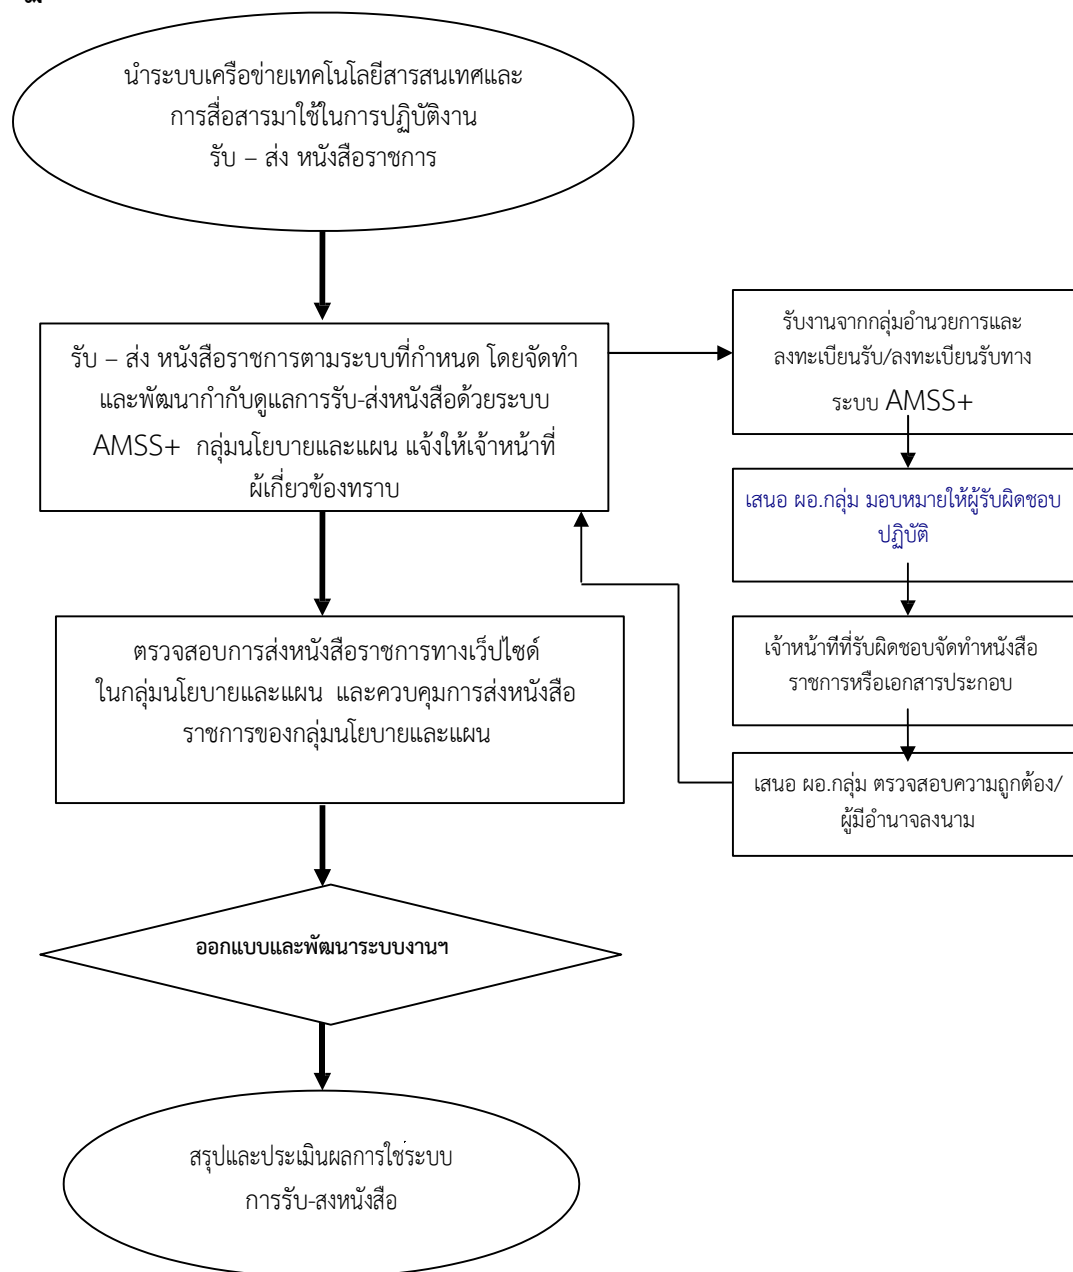 นำระบบเครือข่ายเทคโนโลยีสารสนเทศและ
การสื่อสารมาใช้ในการปฏิบัติงาน
รับ – ส่ง หนังสือราชการ
รับ – ส่ง หนังสือราชการตามระบบที่กำหนด โดยจัดทำ
และพัฒนากำกับดูแลการรับ-ส่งหนังสือด้วยระบบ
AMSS+ กลุ่มนโยบายและแผน แจ้งให้เจ้าหน้าที่
ผู้เกี่ยวข้องทราบ
รับงานจากกลุ่มอำนวยการและ
ลงทะเบียนรับ/ลงทะเบียนรับทาง
ระบบ AMSS+
เสนอ ผอ.กลุ่ม มอบหมายให้ผู้รับผิดชอบ
ปฏิบัติ
เจ้าหน้าที่ที่รับผิดชอบจัดทำหนังสือ
ราชการหรือเอกสารประกอบ
เสนอ ผอ.กลุ่ม ตรวจสอบความถูกต้อง/
ผู้มีอำนาจลงนาม
ตรวจสอบการส่งหนังสือราชการทางเว็ปไซด์
ในกลุ่มนโยบายและแผน และควบคุมการส่งหนังสือ
ราชการของกลุ่มนโยบายและแผน
ออกแบบและพัฒนาระบบงานฯ
สรุปและประเมินผลการใช้ระบบ
การรับ-สงหนังสือ